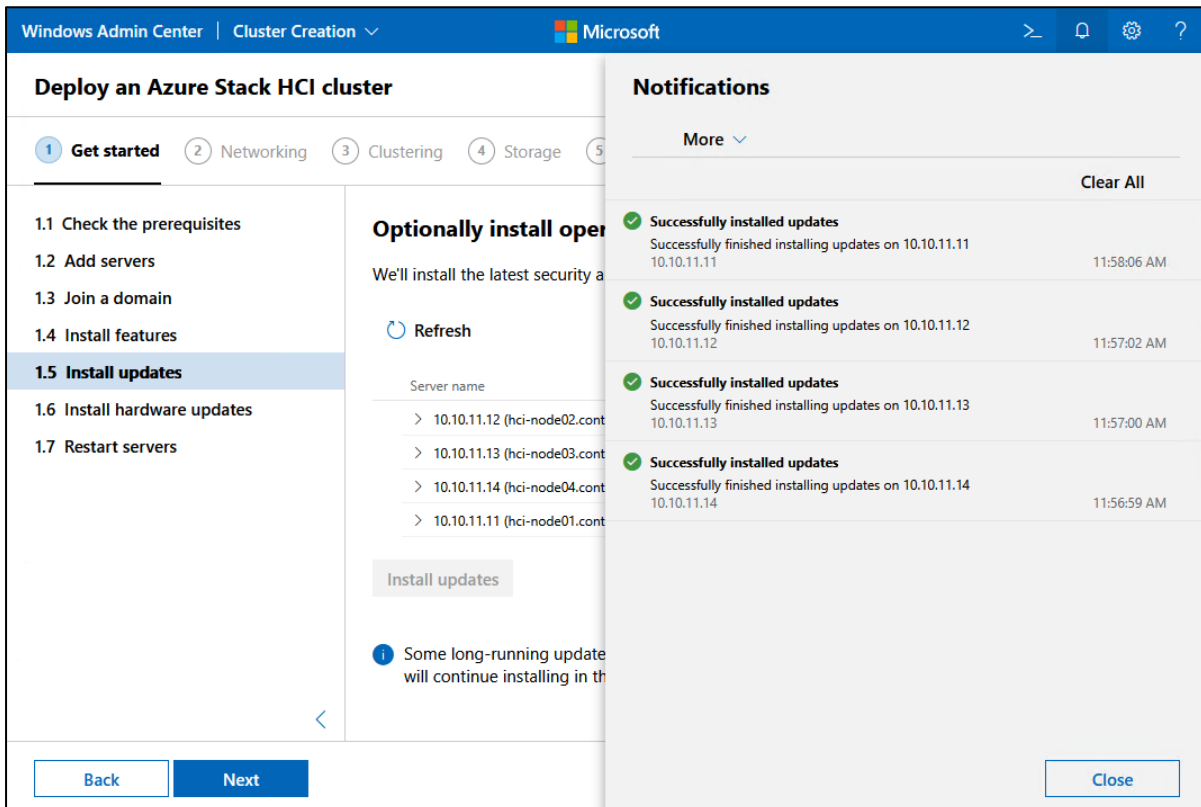 Windows Admin Center | Cluster Creation
Microsoft
>_
?
Deploy an Azure Stack HCI cluster
1 Get started
2 Networking
3 Clustering
4 Storage
5
1.1 Check the prerequisites
1.2 Add servers
1.3 Join a domain
1.4 Install features
1.5 Install updates
1.6 Install hardware updates
1.7 Restart servers
Optionally install oper
We'll install the latest security a
Refresh
Server name
10.10.11.12 (hci-node02.cont
10.10.11.13 (hci-node03.cont
10.10.11.14 (hci-node04.cont
10.10.11.11 (hci-node01.cont
Install updates
Some long-running update
will continue installing in th
Back
Next
Notifications
More
Clear All
Successfully installed updates
Successfully finished installing updates on 10.10.11.11
10.10.11.11
11:58:06 AM
Successfully installed updates
Successfully finished installing updates on 10.10.11.12
10.10.11.12
11:57:02 AM
Successfully installed updates
Successfully finished installing updates on 10.10.11.13
10.10.11.13
11:57:00 AM
Successfully installed updates
Successfully finished installing updates on 10.10.11.14
10.10.11.14
11:56:59 AM
Close